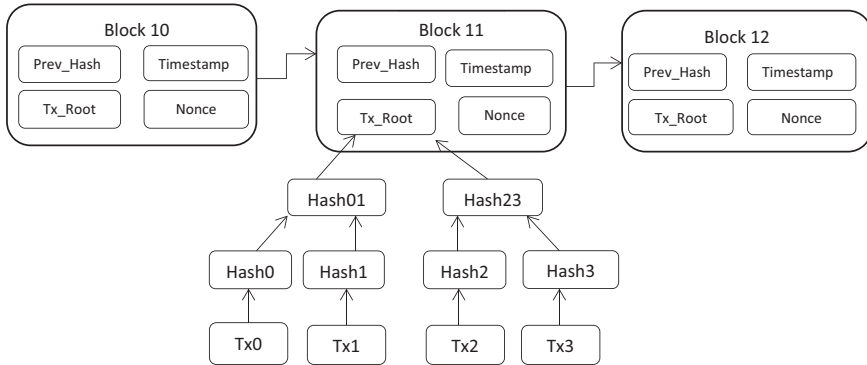 Block 10
Prev_Hash
Timestamp
Tx_Root
Nonce
Block 11
Prev_Hash
Timestamp
Tx_Root
Nonce
Block 12
Prev_Hash
Timestamp
Tx_Root
Nonce
Hash01
Hash23
Hash0
Hash1
Hash2
Hash3
Tx0
Tx1
Tx2
Tx3